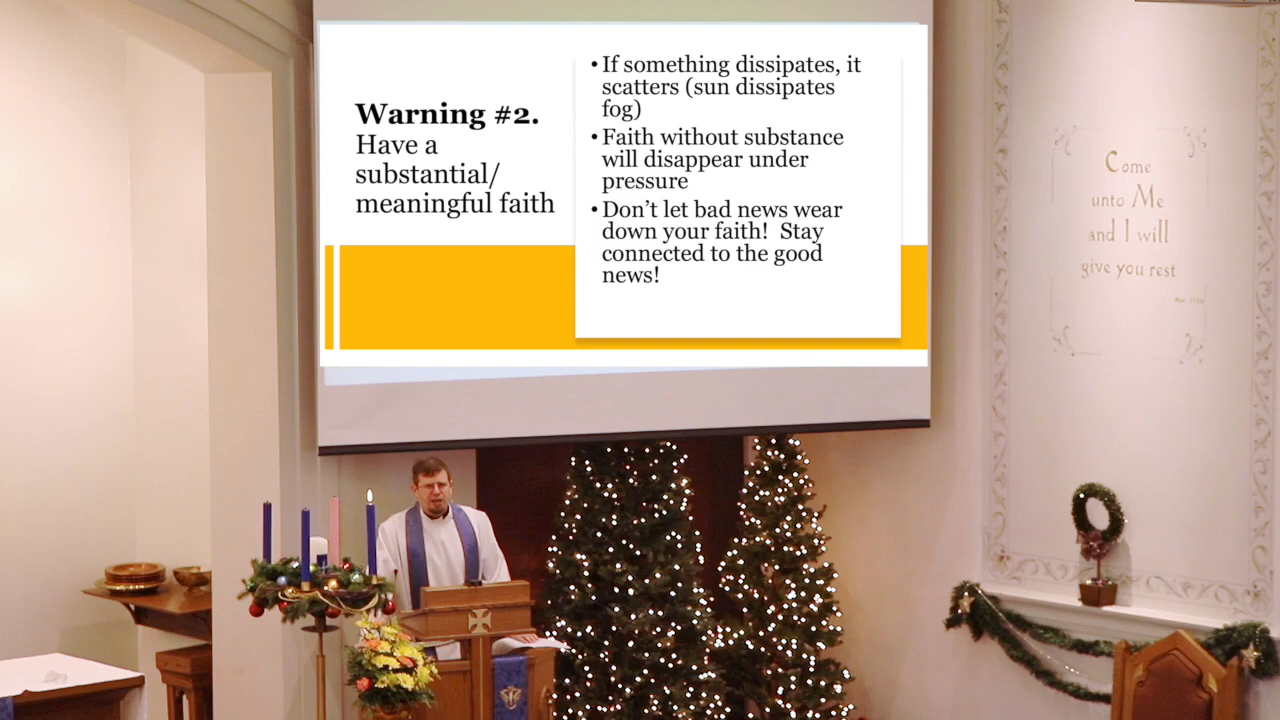 Warning #2.
Have a
substantial/
meaningful faith
• If something dissipates, it
scatters (sun dissipates
fog)
• Faith without substance
will disappear under
pressure
• Don’t let bad news wear
down your faith!  Stay
connected to the good
news!
Come
unto Me
and I will
give you rest